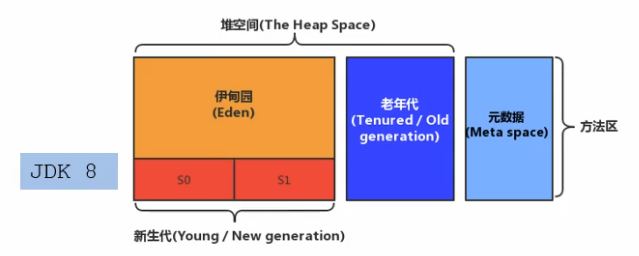 堆空间(The Heap Space)
伊甸园
(Eden)
老年代
(Tenured / Old
generation)
元数据
(Meta space)
方法区
JDK 8
S0
S1
新生代(Young / New generation)